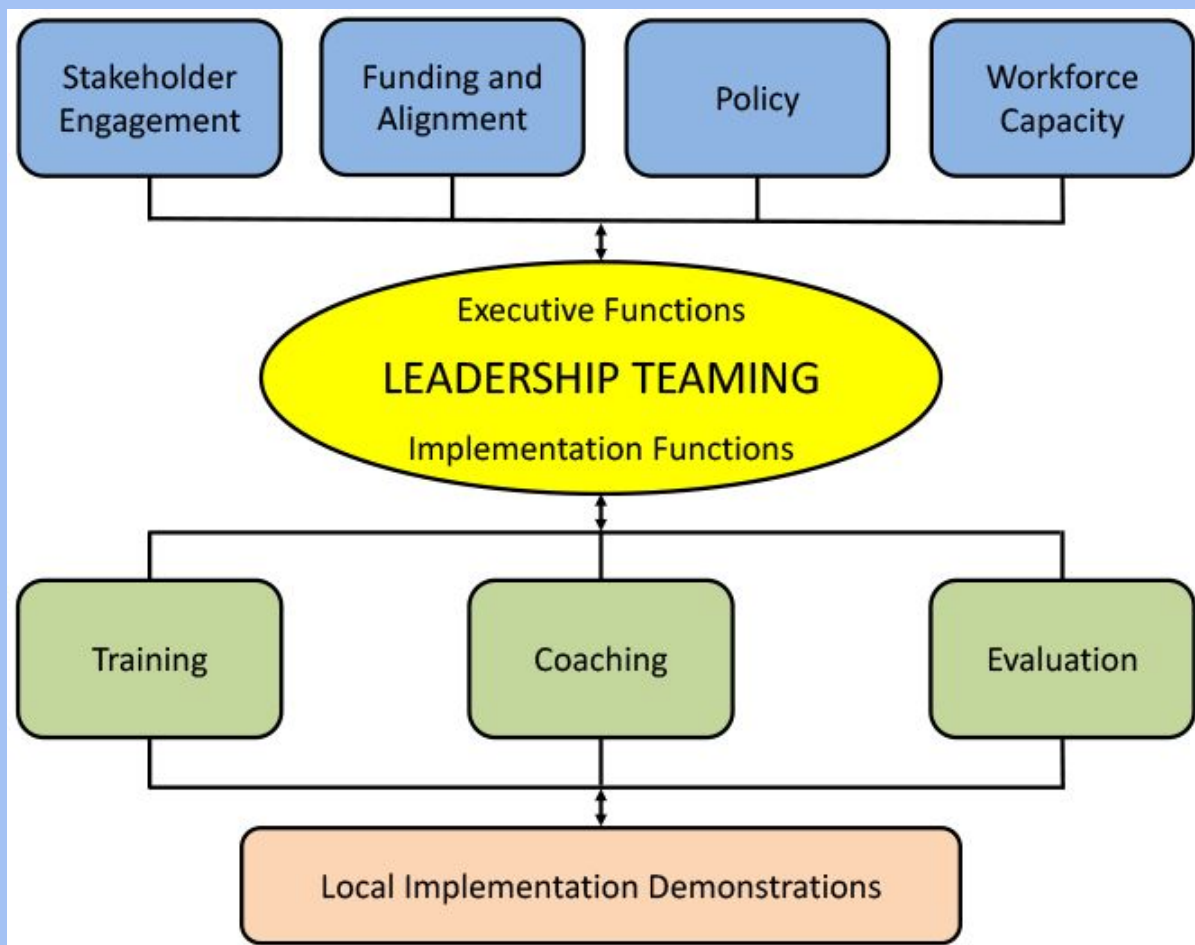 Stakeholder
Engagement
Funding and
Alignment
Policy
Workforce
Capacity
Executive Functions
LEADERSHIP TEAMING
Implementation Functions
Training
Coaching
Evaluation
Local Implementation Demonstrations